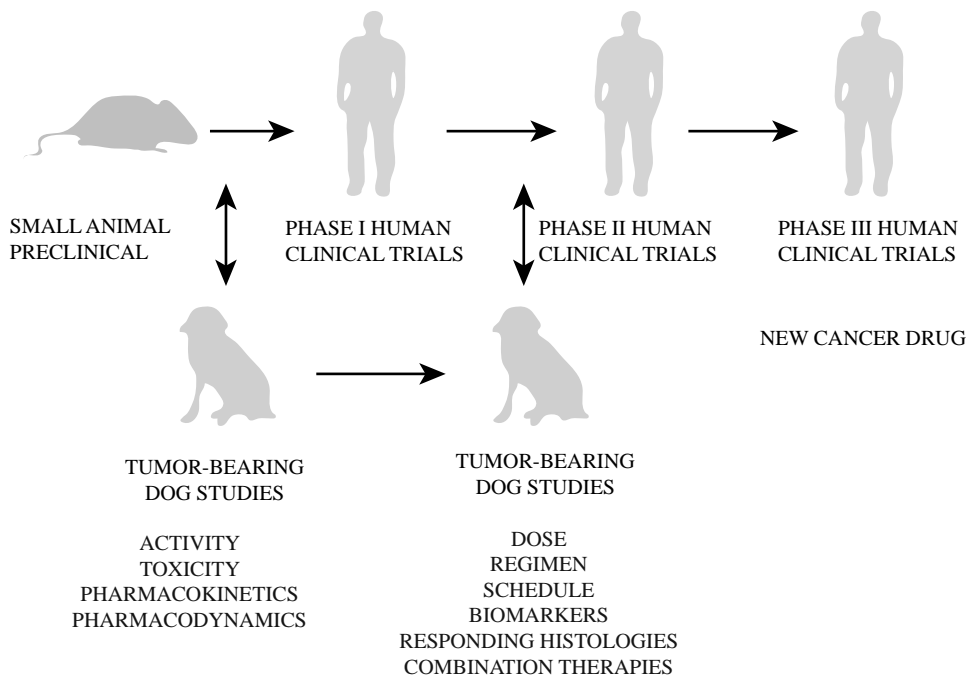 SMALL ANIMAL
PRECLINICAL
PHASE I HUMAN
CLINICAL TRIALS
PHASE II HUMAN
CLINICAL TRIALS
PHASE III HUMAN
CLINICAL TRIALS
NEW CANCER DRUG
TUMOR-BEARING
DOG STUDIES
ACTIVITY
TOXICITY
PHARMACOKINETICS
PHARMACODYNAMICS
TUMOR-BEARING
DOG STUDIES
DOSE
REGIMEN
SCHEDULE
BIOMARKERS
RESPONDING HISTOLOGIES
COMBINATION THERAPIES